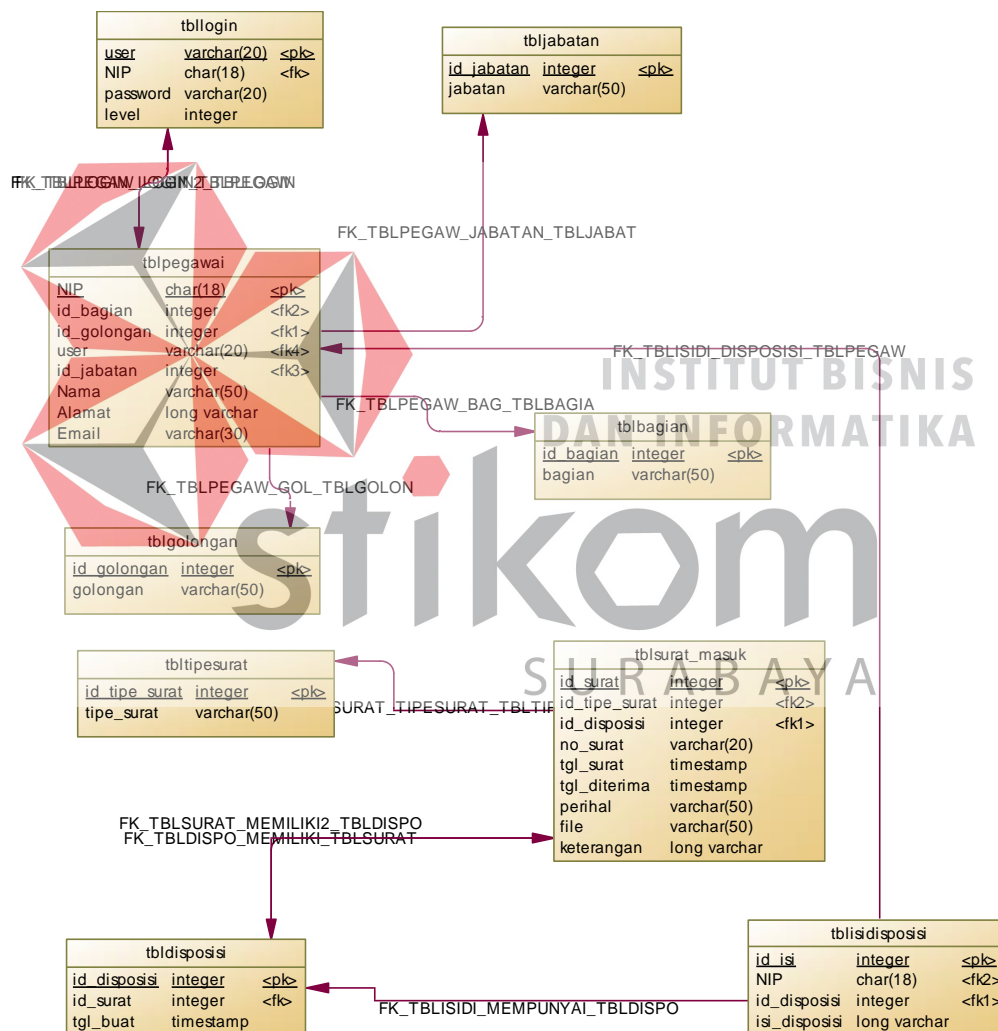 tbllogin
user varchar(20) <pk>
NIP char(18) <fk>
password varchar(20)
level integer
tbljabatan
id_jabatan integer <pk>
jabatan varchar(50)
FK_TBLPEGAW_JABATAN_TBLJABAT
tblpegawai
NIP char(18) <pk>
id_bagian integer <fk2>
id_golongan integer <fk1>
user varchar(20) <fk4>
id_jabatan integer <fk3>
Nama varchar(50)
Alamat long varchar
Email varchar(30)
FK_TBLISIDI_DISPOSISI_TBLPEGAW
INSTITUT BISNIS
DAN INFORMATIKA
FK_TBLPEGAW_BAG_TBLBAGIA
tblbagian
id_bagian integer <pk>
bagian varchar(50)
FK_TBLPEGAW_GOL_TBLGOLON
stikom
SURABAYA
tblgolongan
id_golongan integer <pk>
golongan varchar(50)
tbltipesurat
id_tipe_surat integer <pk>
tipe_surat varchar(50)
SURAT_TIPESURAT_TBLTIP
tblsurat_masuk
id_surat integer <pk>
id_tipe_surat integer <fk2>
id_disposisi integer <fk1>
no_surat varchar(20)
tgl_surat timestamp
tgl_diterima timestamp
perihal varchar(50)
file varchar(50)
keterangan long varchar
FK_TBLSURAT_MEMILIKI2_TBLDISPO
FK_TBLDISPO_MEMILIKI_TBLSURAT
tbldisposisi
id_disposisi integer <pk>
id_surat integer <fk>
tgl_buat timestamp
FK_TBLISIDI_MEMPUNYAI_TBLDISPO
tblisidisposisi
id_isi integer <pk>
NIP char(18) <fk2>
id_disposisi integer <fk1>
isi_disposisi long varchar